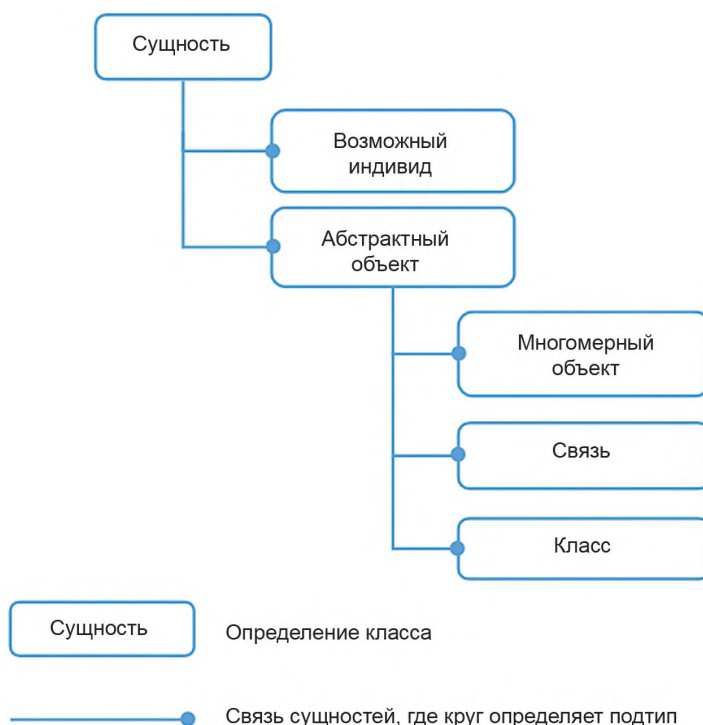 Сущность
Возможный
индивид
Абстрактный
объект
Многомерный
объект
Связь
Класс
Сущность
Определение класса
Связь сущностей, где круг определяет подтип